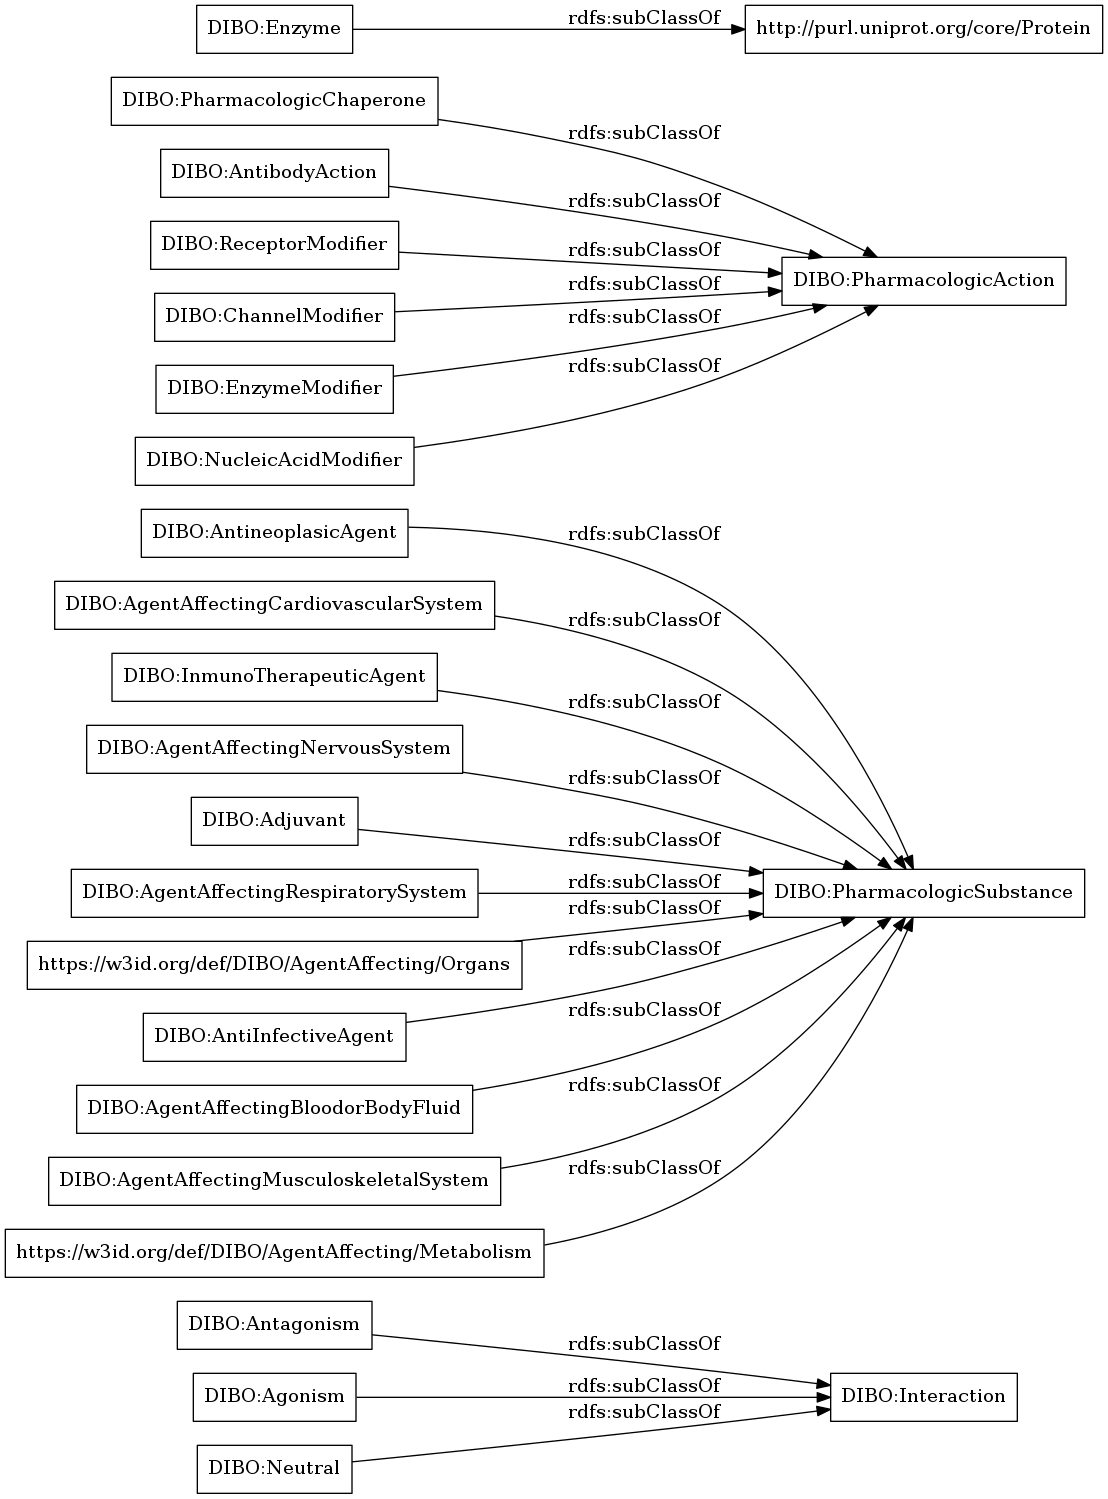 DIBO:Enzyme
rdfs:subClassOf
http://purl.uniprot.org/core/Protein
DIBO:PharmacologicChaperone
rdfs:subClassOf
DIBO:AntibodyAction
rdfs:subClassOf
DIBO:ReceptorModifier
rdfs:subClassOf
DIBO:PharmacologicAction
DIBO:ChannelModifier
rdfs:subClassOf
DIBO:EnzymeModifier
rdfs:subClassOf
DIBO:NucleicAcidModifier
rdfs:subClassOf
DIBO:AntineoplasicAgent
rdfs:subClassOf
DIBO:AgentAffectingCardiovascularSystem
rdfs:subClassOf
DIBO:InmunoTherapeuticAgent
rdfs:subClassOf
DIBO:AgentAffectingNervousSystem
rdfs:subClassOf
DIBO:Adjuvant
rdfs:subClassOf
DIBO:AgentAffectingRespiratorySystem
rdfs:subClassOf
DIBO:PharmacologicSubstance
https://w3id.org/def/DIBO/AgentAffecting/Organs
rdfs:subClassOf
DIBO:AntiInfectiveAgent
rdfs:subClassOf
DIBO:AgentAffectingBloodorBodyFluid
rdfs:subClassOf
DIBO:AgentAffectingMusculoskeletalSystem
rdfs:subClassOf
https://w3id.org/def/DIBO/AgentAffecting/Metabolism
rdfs:subClassOf
DIBO:Antagonism
rdfs:subClassOf
DIBO:Agonism
rdfs:subClassOf
DIBO:Interaction
DIBO:Neutral
rdfs:subClassOf